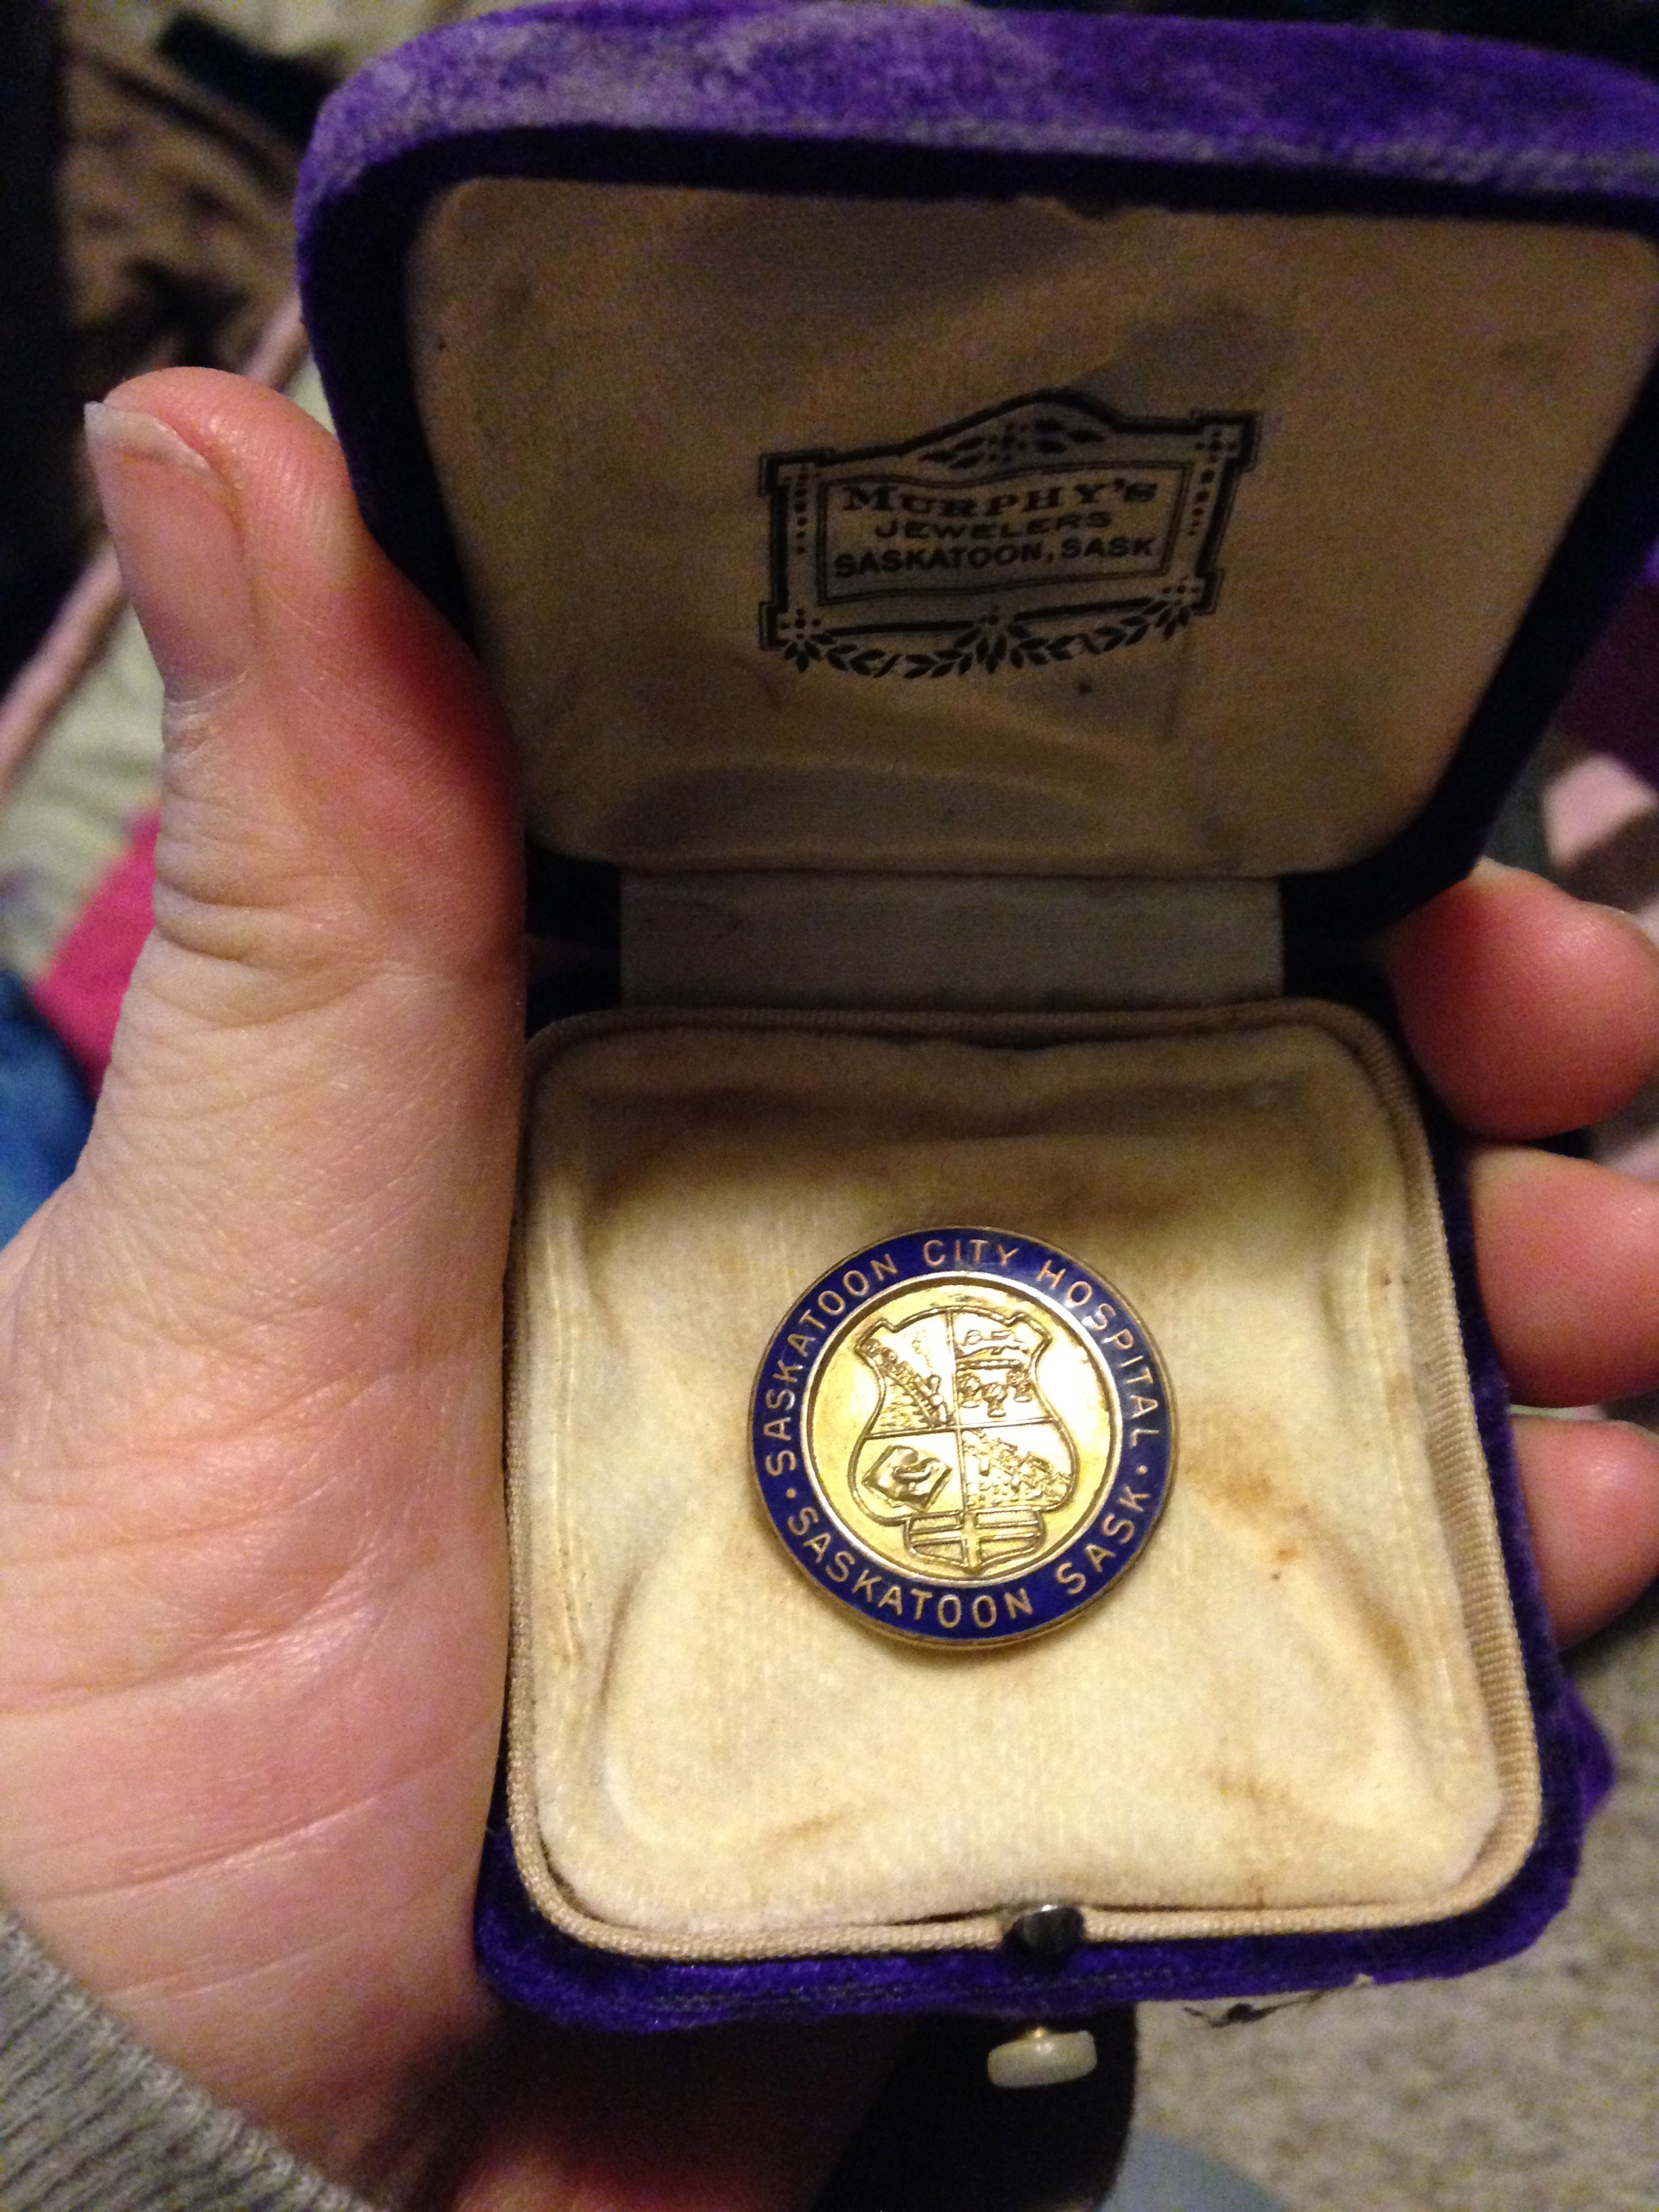 MURPHY'S
JEWELERS
SASKATOON, SASK
SASKATOON CITY HOSPITAL
· SASKATOON SASK ·